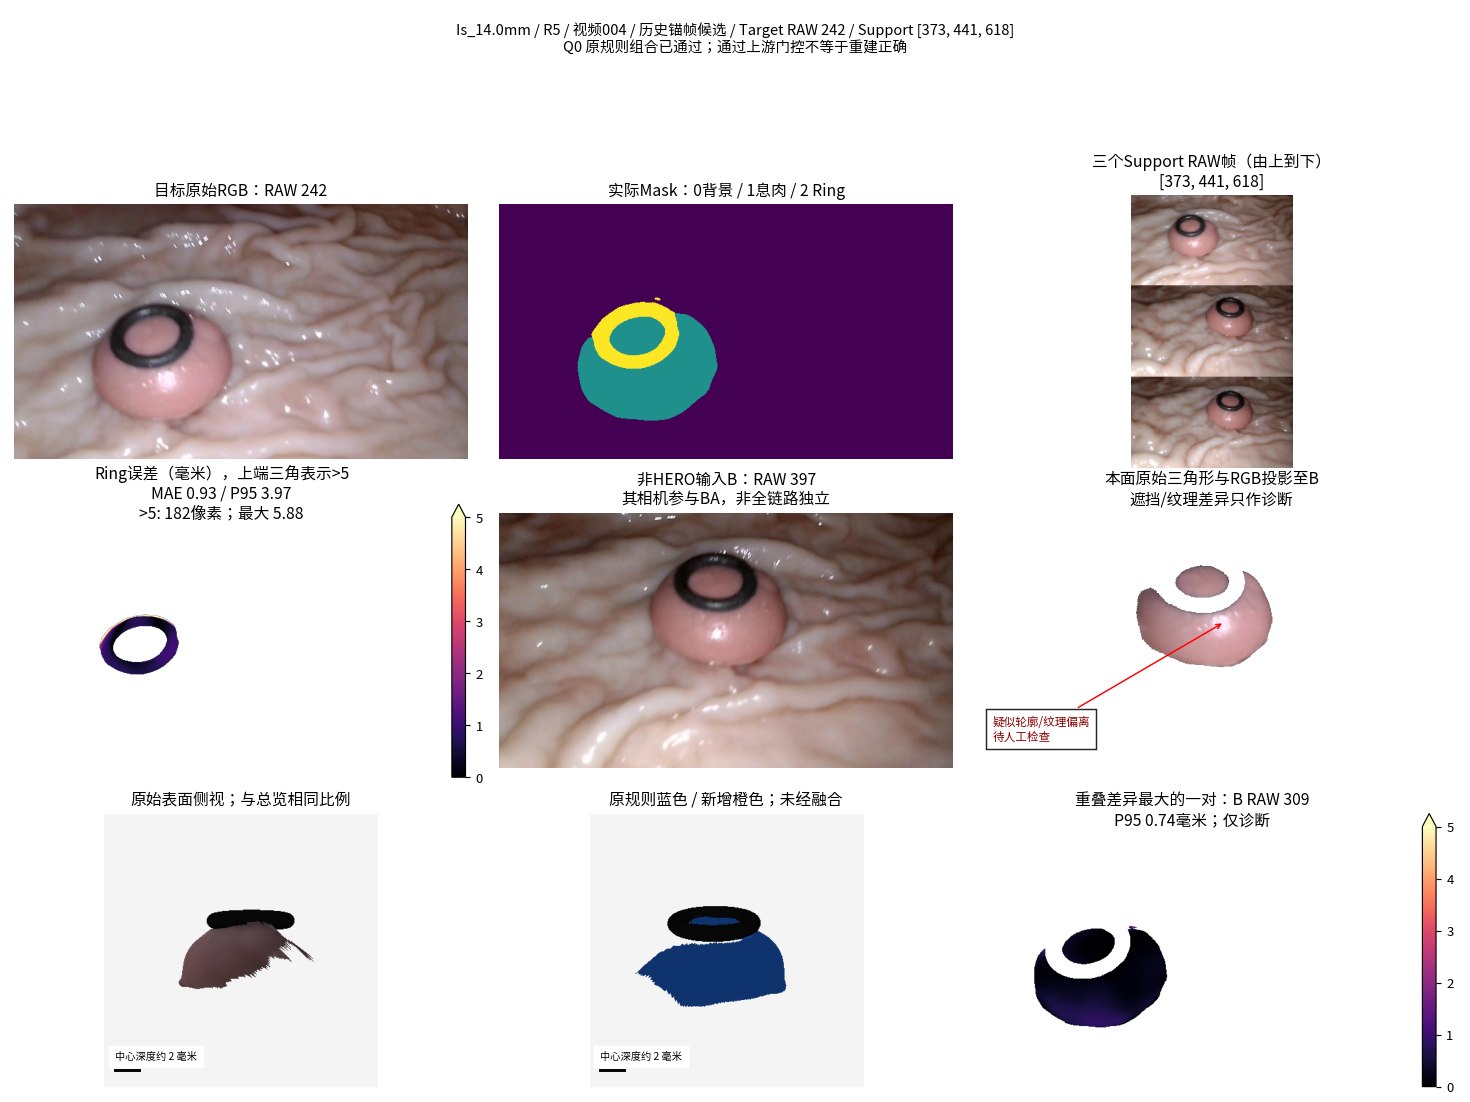 Is_14.0mm / R5 / 视频004 / 历史锚帧候选 / Target RAW 242 / Support [373, 441, 618]
Q0 原规则组合已通过；通过上游门控不等于重建正确
目标原始RGB：RAW 242
实际Mask：0背景 / 1息肉 / 2 Ring
三个Support RAW帧（由上到下）
[373, 441, 618]
Ring误差（毫米），上端三角表示>5
MAE 0.93 / P95 3.97
>5: 182像素；最大 5.88
5
4
3
2
1
0
非HERO输入B：RAW 397
其相机参与BA，非全链路独立
本面原始三角形与RGB投影至B
遮挡/纹理差异只作诊断
疑似轮廓/纹理偏离
待人工检查
原始表面侧视；与总览相同比例
中心深度约 2 毫米
原规则蓝色 / 新增橙色；未经融合
中心深度约 2 毫米
重叠差异最大的一对：B RAW 309
P95 0.74毫米；仅诊断
5
4
3
2
1
0